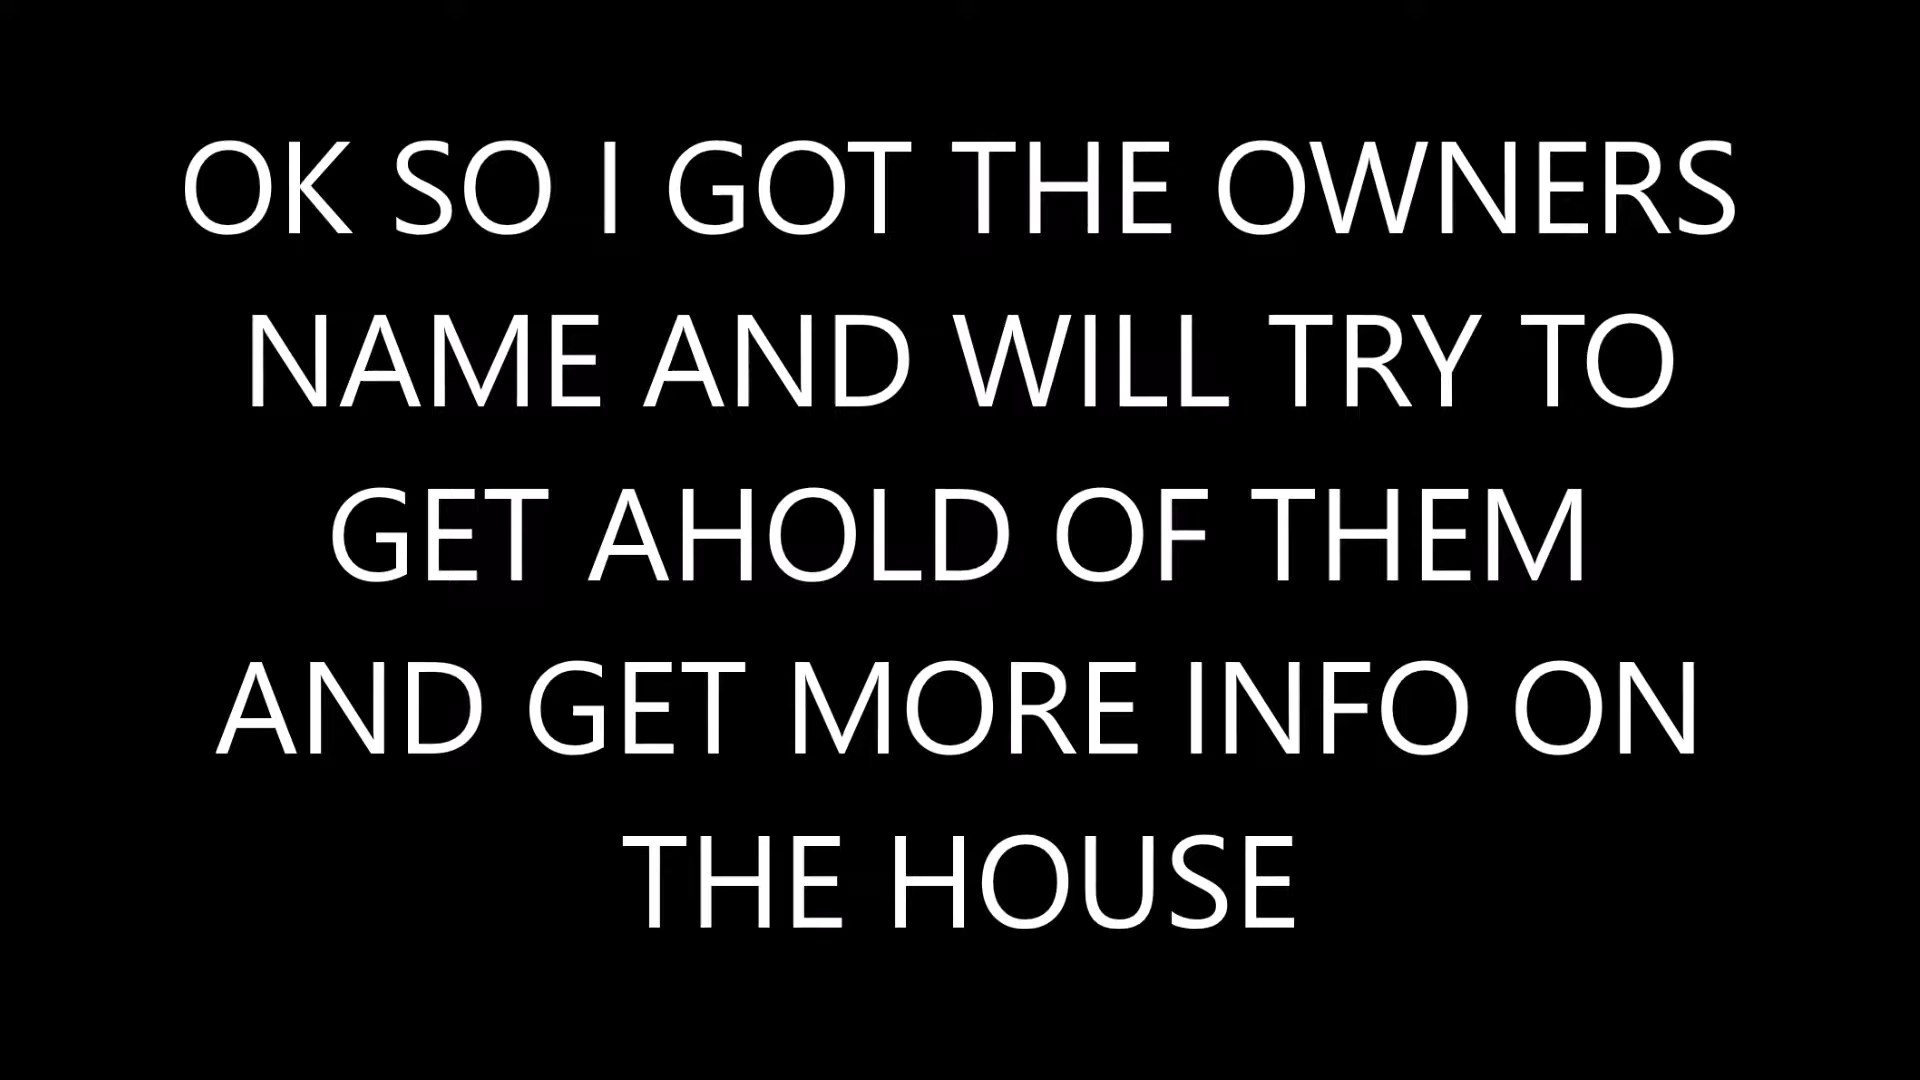 OK SO I GOT THE OWNERS
NAME AND WILL TRY TO
GET AHOLD OF THEM
AND GET MORE INFO ON
THE HOUSE